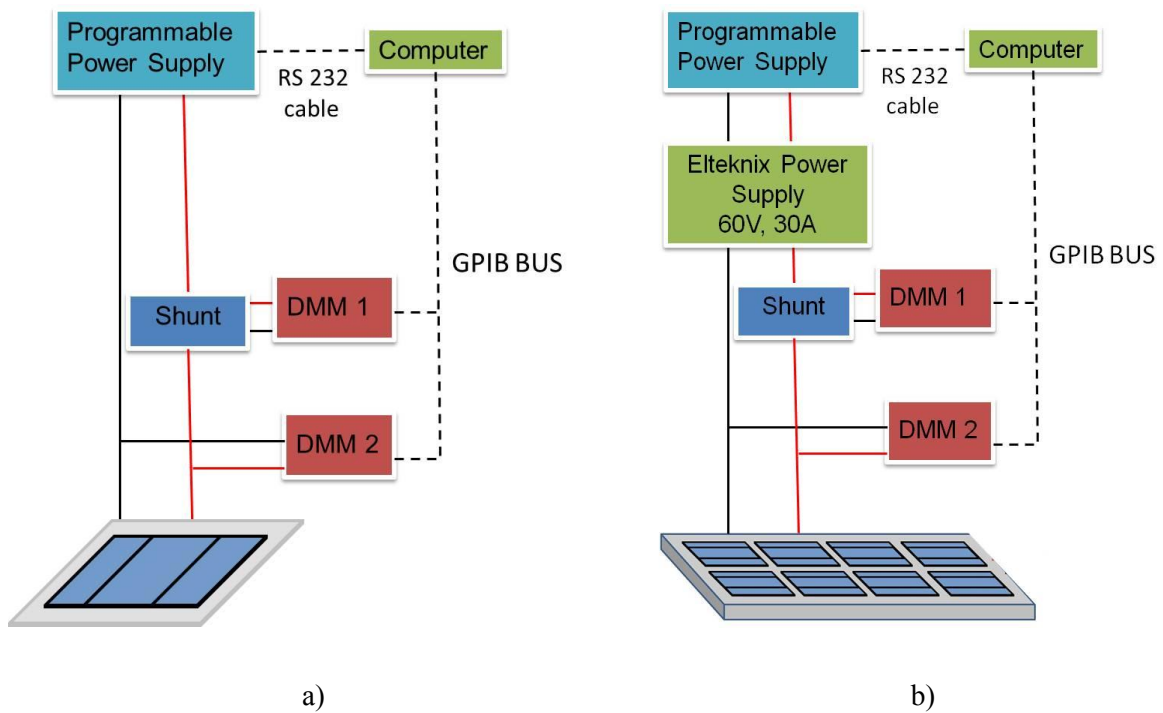 Programmable
Power Supply
Computer
RS 232
cable
Shunt
DMM 1
GPIB BUS
DMM 2
a)
Programmable
Power Supply
Computer
RS 232
cable
Elteknix Power
Supply
60V, 30A
Shunt
DMM 1
GPIB BUS
DMM 2
b)